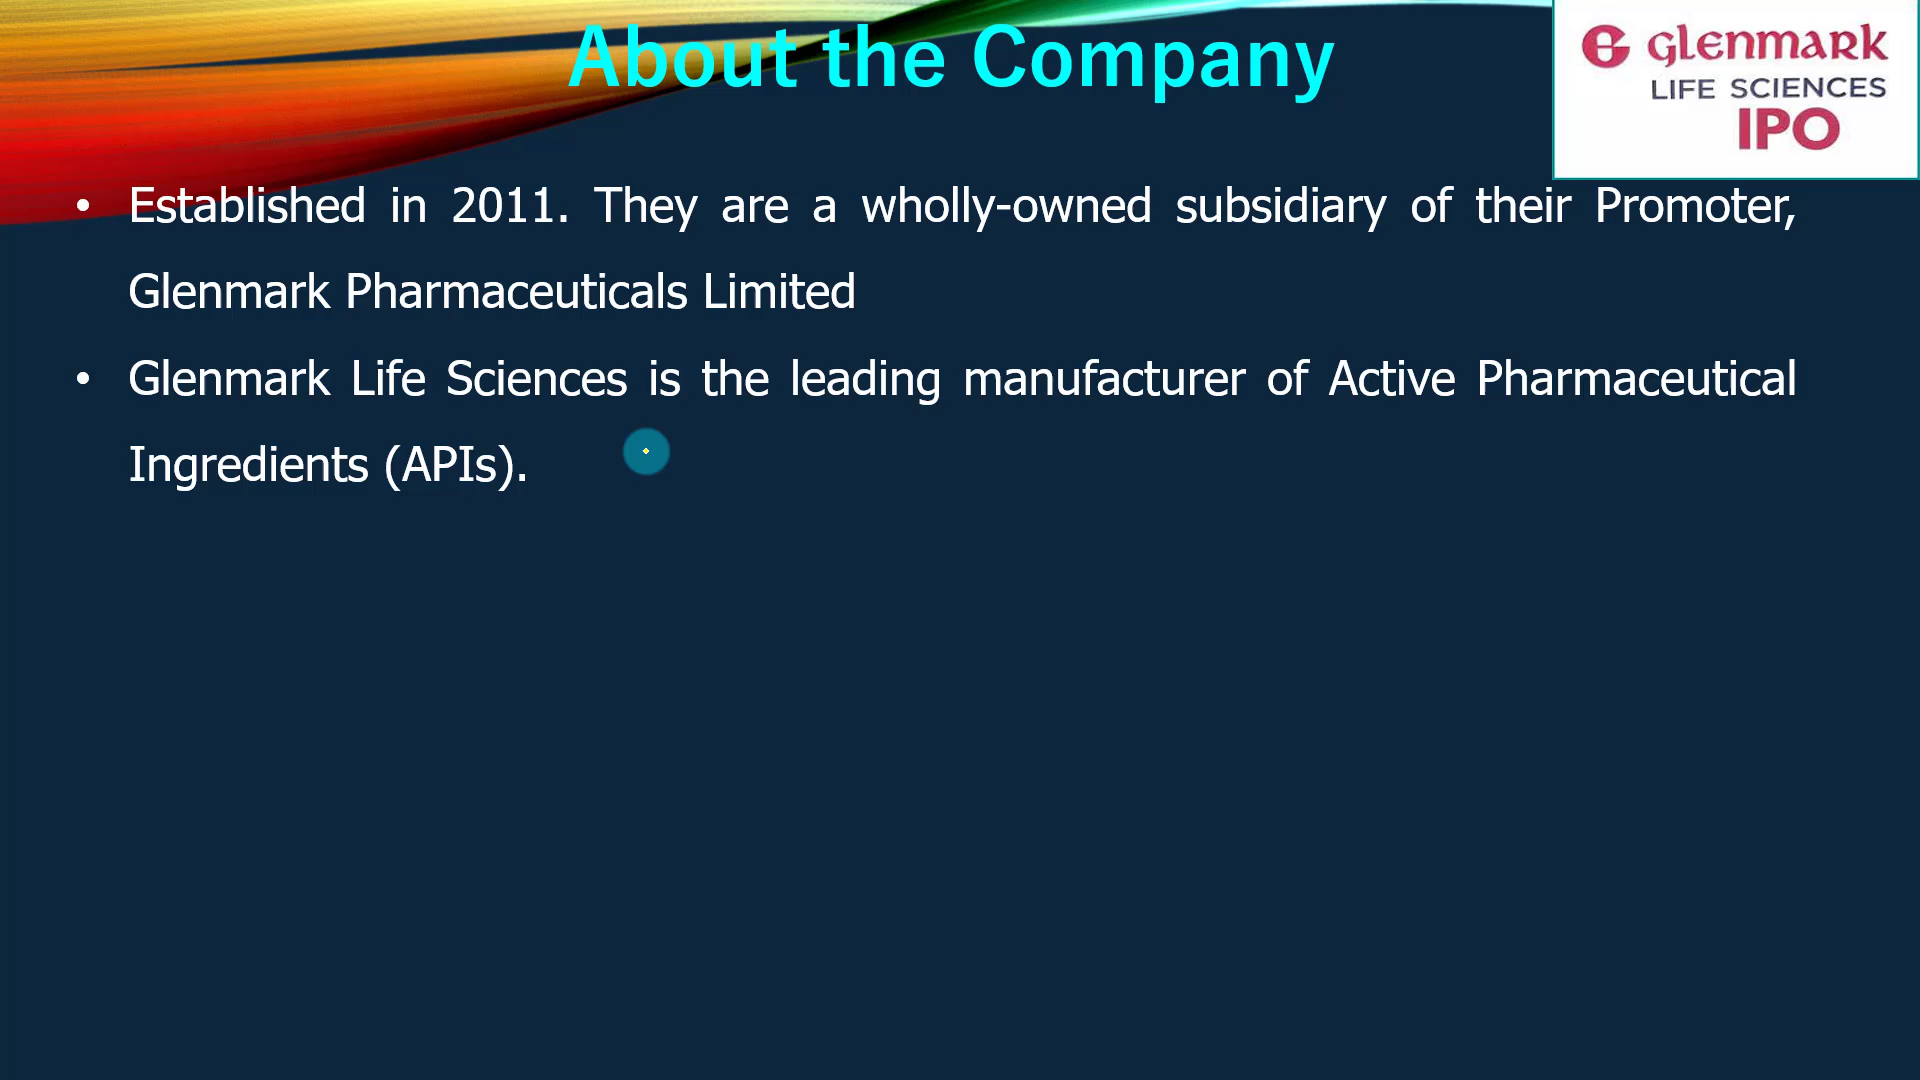 About the Company
glenmark
LIFE SCIENCES
IPO
• Established in 2011. They are a wholly-owned subsidiary of their Promoter,
Glenmark Pharmaceuticals Limited
• Glenmark Life Sciences is the leading manufacturer of Active Pharmaceutical
Ingredients (APIs).